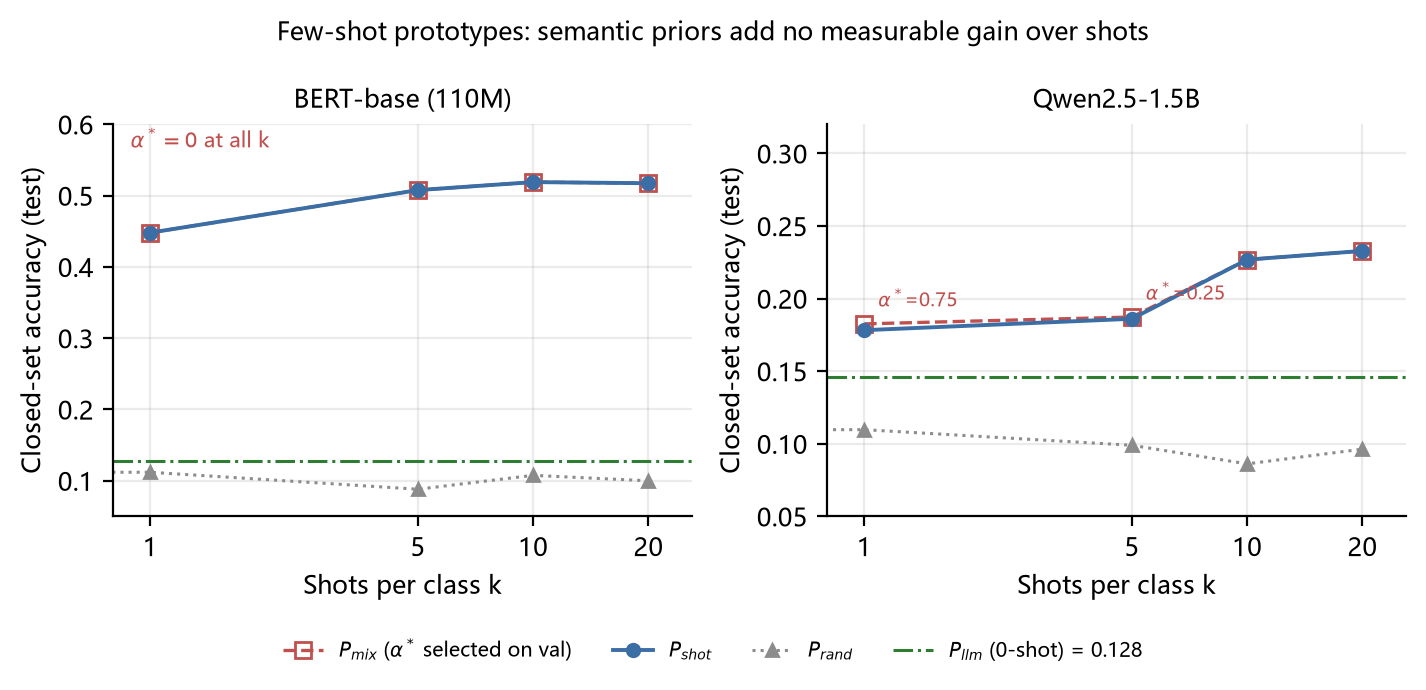 Few-shot prototypes: semantic priors add no measurable gain over shots
BERT-base (110M)
α* = 0 at all k
Closed-set accuracy (test)
0.6
0.5
0.4
0.3
0.2
0.1
1
5
10
20
Shots per class k
Qwen2.5-1.5B
α*=0.75
α*=0.25
Closed-set accuracy (test)
0.30
0.25
0.20
0.15
0.10
0.05
1
5
10
20
Shots per class k
P_mix (α* selected on val)
P_shot
P_rand
P_llm (0-shot) = 0.128